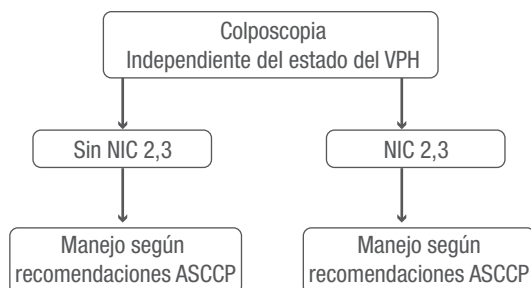 Colposcopia
Independiente del estado del VPH
Sin NIC 2,3
NIC 2,3
Manejo según
recomendaciones ASCCP
Manejo según
recomendaciones ASCCP